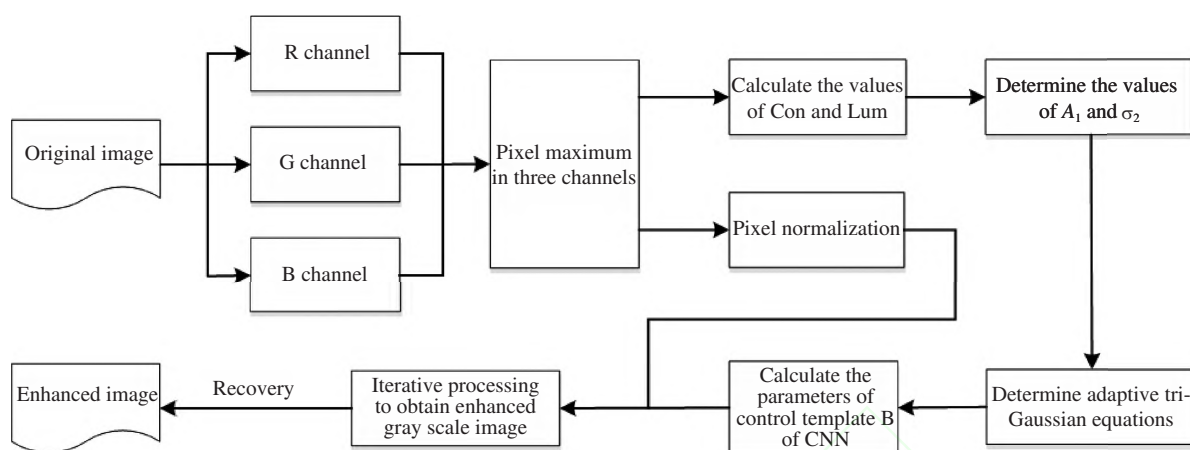 Original image
R channel
G channel
B channel
Pixel maximum
in three channels
Calculate the values
of Con and Lum
Determine the values
of A₁ and σ₂
Pixel normalization
Determine adaptive tri-
Gaussian equations
Calculate the
parameters of
control template B
of CNN
Iterative processing
to obtain enhanced
gray scale image
Recovery
Enhanced image